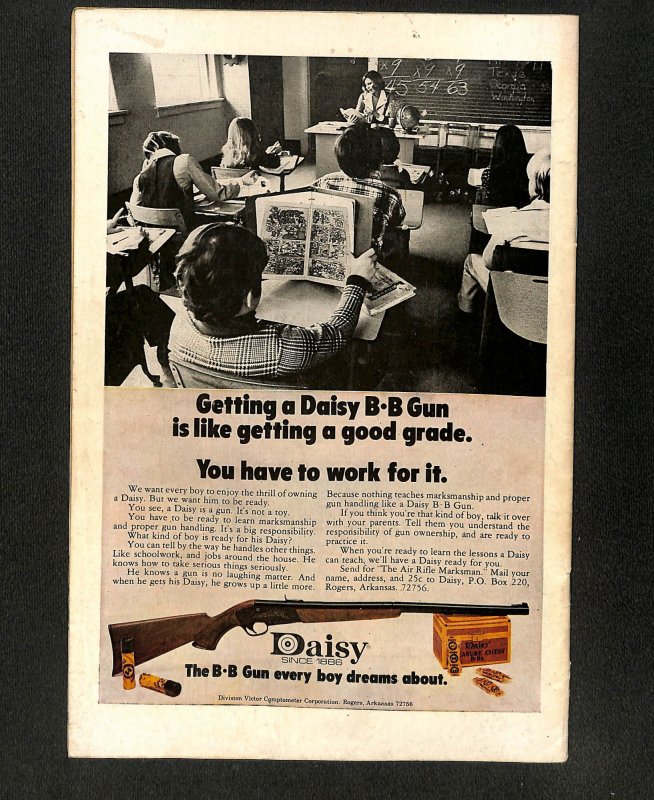 x9 x9 x9
45 54 63
Texas
Georgia
Washington
Getting a Daisy B·B Gun
is like getting a good grade.
You have to work for it.
We want every boy to enjoy the thrill of owning
a Daisy. But we want him to be ready.
You see, a Daisy is a gun. It's not a toy.
You have to be ready to learn marksmanship
and proper gun handling. It's a big responsibility.
What kind of boy is ready for his Daisy?
You can tell by the way he handles other things.
Like schoolwork, and jobs around the house. He
knows how to take serious things seriously.
He knows a gun is no laughing matter. And
when he gets his Daisy, he grows up a little more.
Because nothing teaches marksmanship and proper
gun handling like a Daisy B·B Gun.
If you think you're that kind of boy, talk it over
with your parents. Tell them you understand the
responsibility of gun ownership, and are ready to
practice it.
When you're ready to learn the lessons a Daisy
can teach, we'll have a Daisy ready for you.
Send for "The Air Rifle Marksman." Mail your
name, address, and 25c to Daisy, P.O. Box 220,
Rogers, Arkansas 72756.
Daisy®
SINCE 1886
Daisy
The B·B Gun every boy dreams about.
Division Victor Comptometer Corporation. Rogers, Arkansas 72756